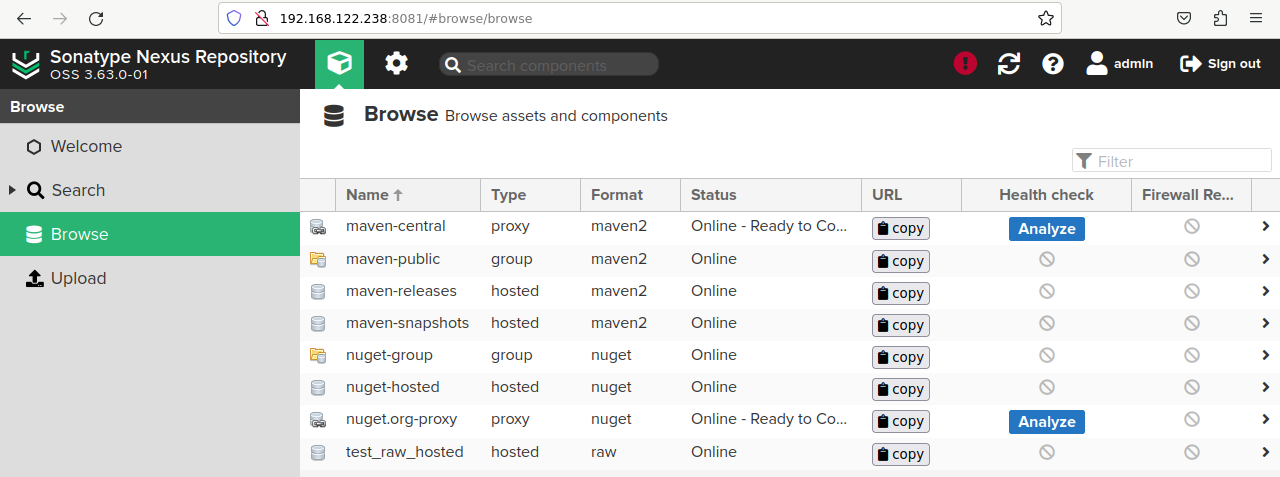 192.168.122.238:8081/#browse/browse
Sonatype Nexus Repository
OSS 3.63.0-01
Search components
admin
Sign out
Browse
Browse Browse assets and components
Welcome
Search
Browse
Upload
Filter
Name Type Format Status URL Health check Firewall Re...
maven-central proxy maven2 Online - Ready to Co... copy Analyze
maven-public group maven2 Online copy
maven-releases hosted maven2 Online copy
maven-snapshots hosted maven2 Online copy
nuget-group group nuget Online copy
nuget-hosted hosted nuget Online copy
nuget.org-proxy proxy nuget Online - Ready to Co... copy Analyze
test_raw_hosted hosted raw Online copy